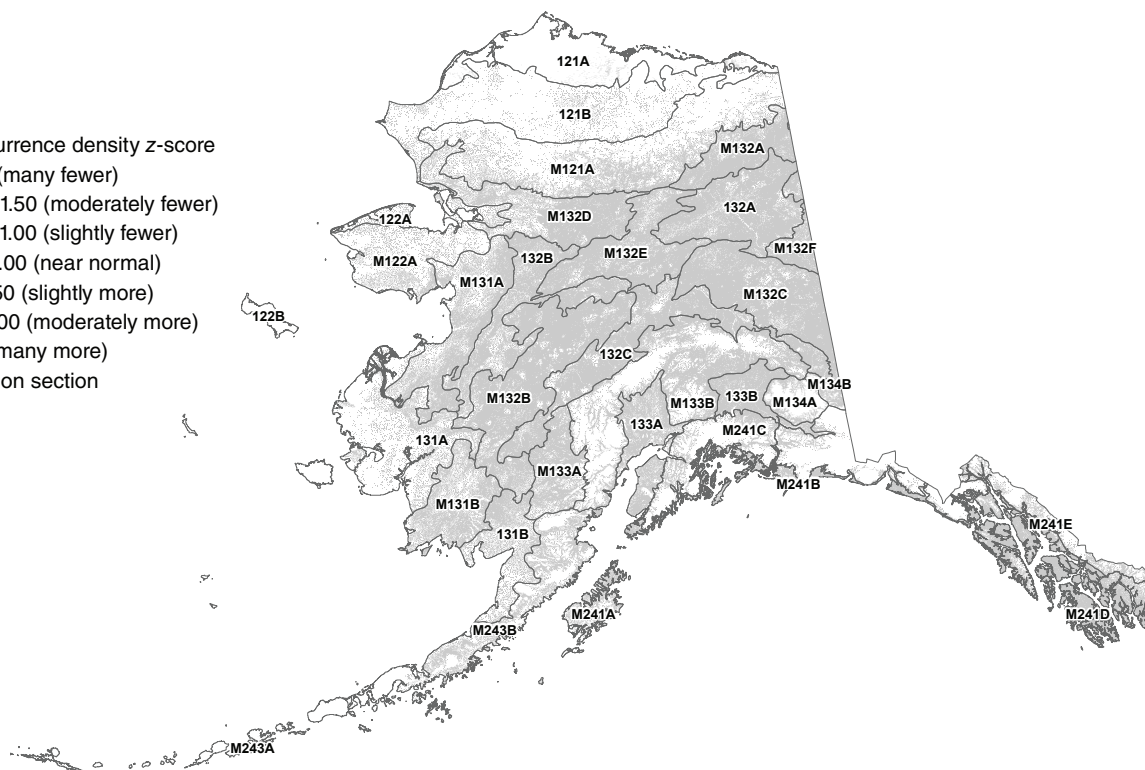 urrence density z-score
(many fewer)
1.50 (moderately fewer)
1.00 (slightly fewer)
.00 (near normal)
50 (slightly more)
00 (moderately more)
many more)
on section
121A
121B
M132A
M121A
132A
122A
M132D
M132F
M132E
132B
M122A
M131A
M132C
122B
132C
M134B
M132B
M133B
133B
M134A
133A
M241C
131A
M133A
M241B
M131B
M241E
131B
M241A
M241D
M243B
M243A